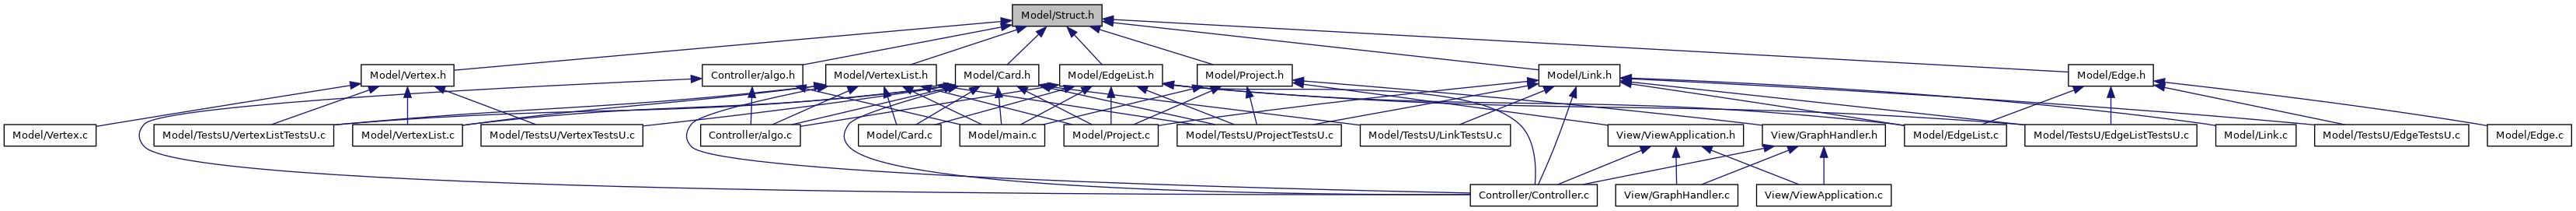 Model/Struct.h
Model/Vertex.h
Controller/algo.h
Model/VertexList.h
Model/Card.h
Model/EdgeList.h
Model/Project.h
Model/Link.h
Model/Edge.h
Model/Vertex.c
Model/TestsU/VertexListTestsU.c
Model/VertexList.c
Model/TestsU/VertexTestsU.c
Controller/algo.c
Model/Card.c
Model/main.c
Model/Project.c
Model/TestsU/ProjectTestsU.c
Model/TestsU/LinkTestsU.c
View/ViewApplication.h
View/GraphHandler.h
Model/EdgeList.c
Model/TestsU/EdgeListTestsU.c
Model/Link.c
Model/TestsU/EdgeTestsU.c
Model/Edge.c
Controller/Controller.c
View/GraphHandler.c
View/ViewApplication.c